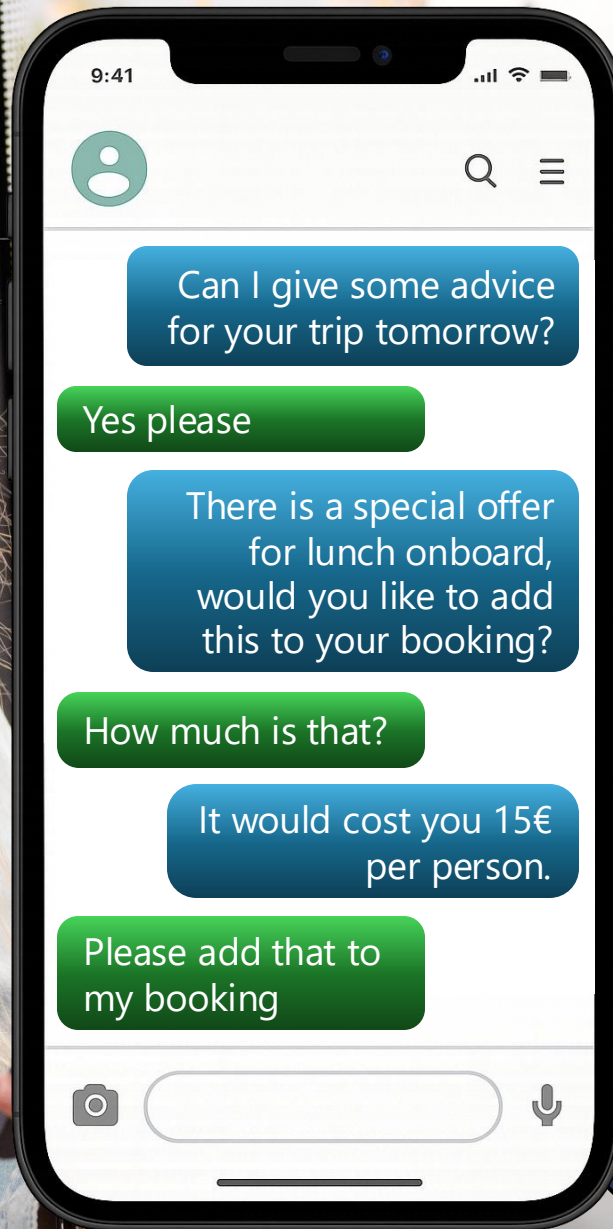 9:41
Can I give some advice
for your trip tomorrow?
Yes please
There is a special offer
for lunch onboard,
would you like to add
this to your booking?
How much is that?
It would cost you 15€
per person.
Please add that to
my booking